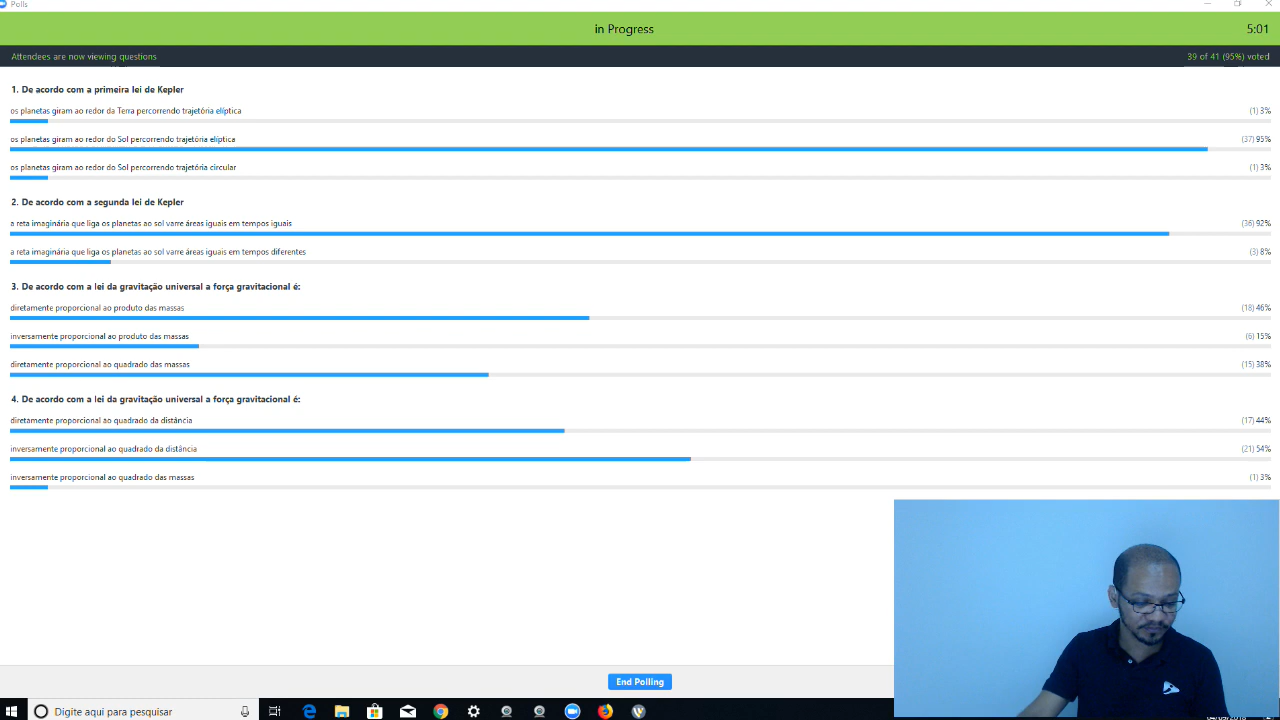 Polls
in Progress
5:01
Attendees are now viewing questions
39 of 41 (95%) voted
1. De acordo com a primeira lei de Kepler
os planetas giram ao redor da Terra percorrendo trajetória elíptica
(1) 3%
os planetas giram ao redor do Sol percorrendo trajetória elíptica
(37) 95%
os planetas giram ao redor do Sol percorrendo trajetória circular
(1) 3%
2. De acordo com a segunda lei de Kepler
a reta imaginária que liga os planetas ao sol varre áreas iguais em tempos iguais
(36) 92%
a reta imaginária que liga os planetas ao sol varre áreas iguais em tempos diferentes
(3) 8%
3. De acordo com a lei da gravitação universal a força gravitacional é:
diretamente proporcional ao produto das massas
(18) 46%
inversamente proporcional ao produto das massas
(6) 15%
diretamente proporcional ao quadrado das massas
(15) 38%
4. De acordo com a lei da gravitação universal a força gravitacional é:
diretamente proporcional ao quadrado da distância
(17) 44%
inversamente proporcional ao quadrado da distância
(21) 54%
inversamente proporcional ao quadrado das massas
(1) 3%
End Polling
Digite aqui para pesquisar